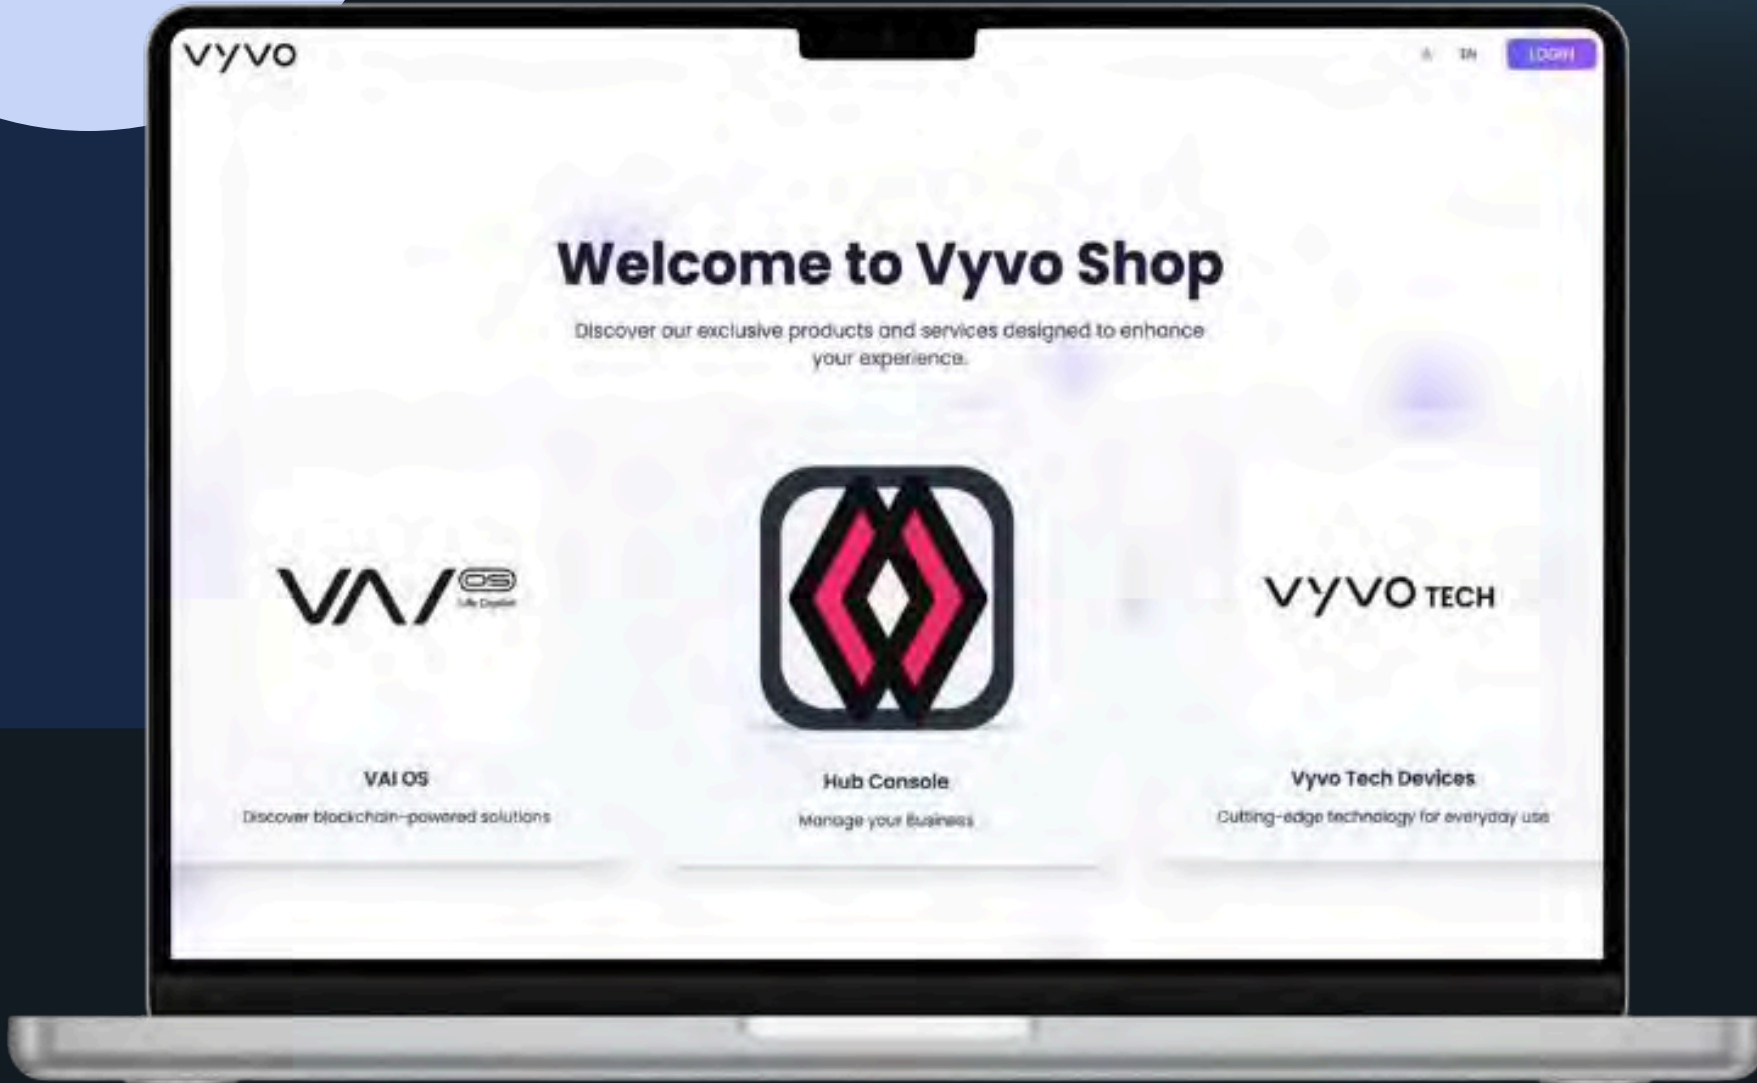 VYVO
EN
LOGIN
Welcome to Vyvo Shop
Discover our exclusive products and services designed to enhance
your experience.
VAI OS
VYVO TECH
VAI OS
Hub Console
Vyvo Tech Devices
Discover blockchain-powered solutions
Manage your Business
Cutting-edge technology for everyday use